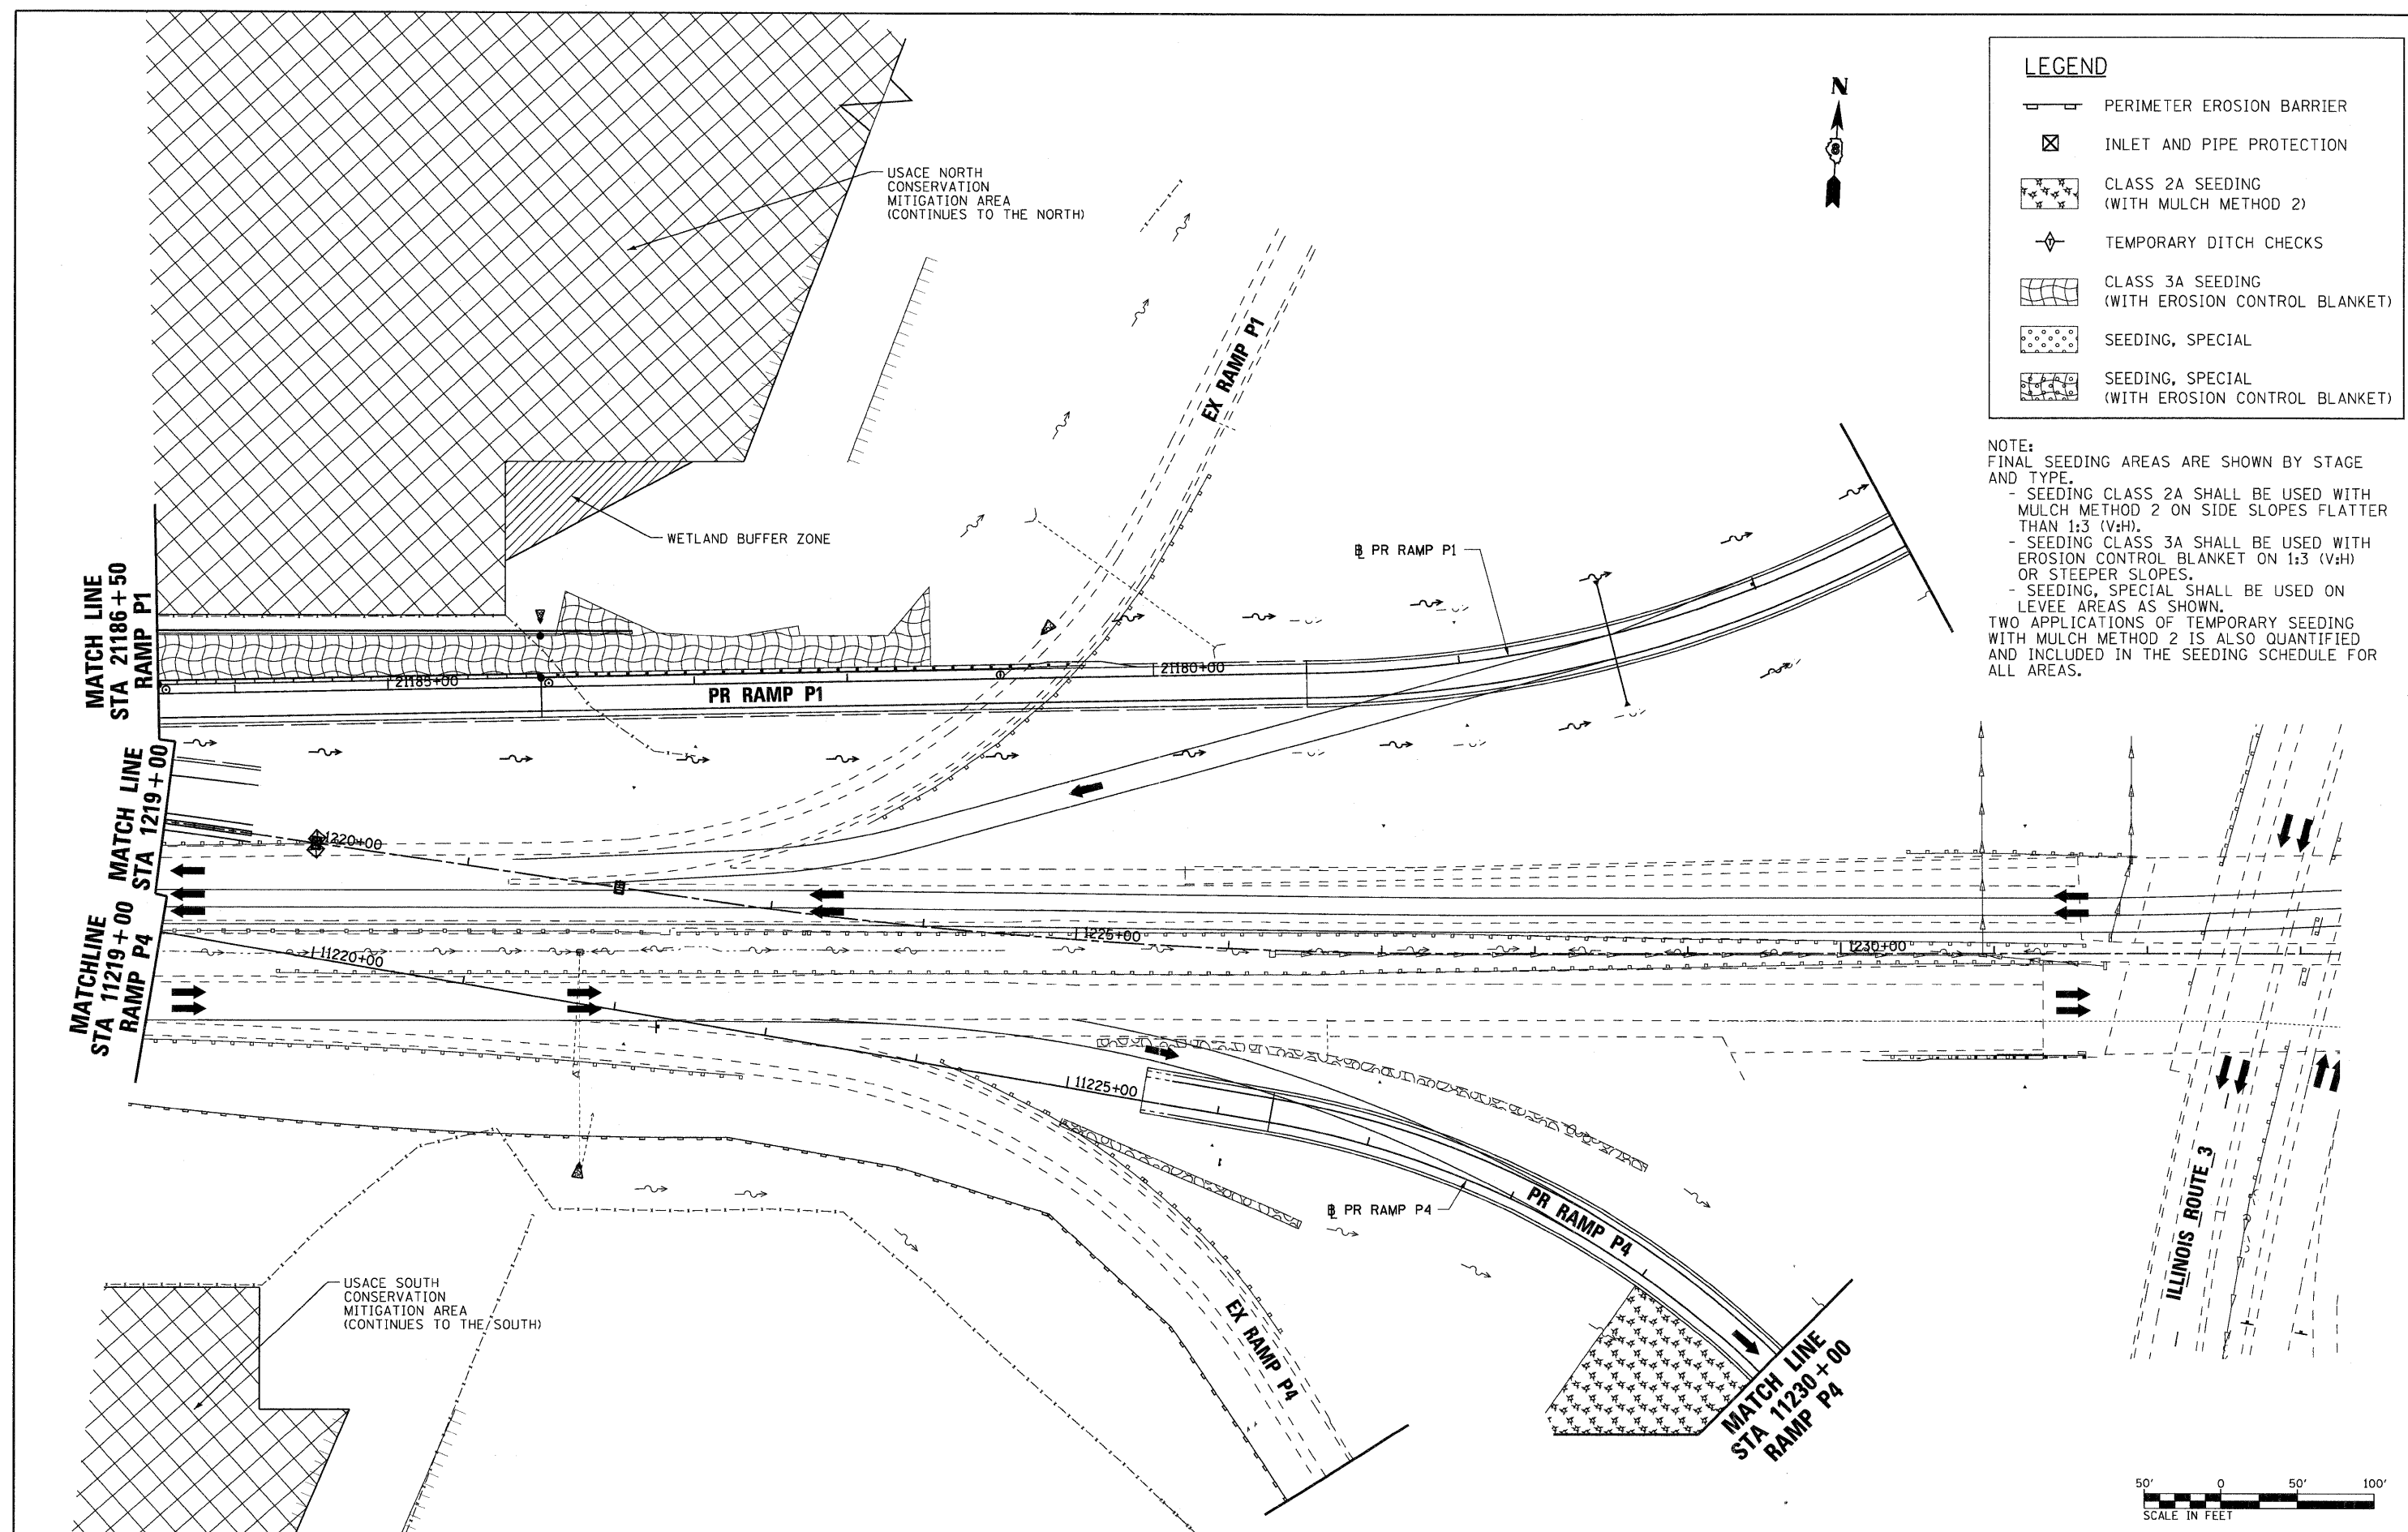 LEGEND
PERIMETER EROSION BARRIER
INLET AND PIPE PROTECTION
CLASS 2A SEEDING
(WITH MULCH METHOD 2)
TEMPORARY DITCH CHECKS
CLASS 3A SEEDING
(WITH EROSION CONTROL BLANKET)
SEEDING, SPECIAL
SEEDING, SPECIAL
(WITH EROSION CONTROL BLANKET)
NOTE:
FINAL SEEDING AREAS ARE SHOWN BY STAGE
AND TYPE.
- SEEDING CLASS 2A SHALL BE USED WITH
MULCH METHOD 2 ON SIDE SLOPES FLATTER
THAN 1:3 (V:H).
- SEEDING CLASS 3A SHALL BE USED WITH
EROSION CONTROL BLANKET ON 1:3 (V:H)
OR STEEPER SLOPES.
- SEEDING, SPECIAL SHALL BE USED ON
LEVEE AREAS AS SHOWN.
TWO APPLICATIONS OF TEMPORARY SEEDING
WITH MULCH METHOD 2 IS ALSO QUANTIFIED
AND INCLUDED IN THE SEEDING SCHEDULE FOR
ALL AREAS.
N
USACE NORTH
CONSERVATION
MITIGATION AREA
(CONTINUES TO THE NORTH)
WETLAND BUFFER ZONE
EX RAMP P1
℄ PR RAMP P1
MATCH LINE
STA 21186+50
RAMP P1
21185+00
PR RAMP P1
21180+00
MATCH LINE
STA 1219+00
1220+00
1225+00
1230+00
MATCHLINE
STA 11219+00
RAMP P4
11220+00
11225+00
℄ PR RAMP P4
PR RAMP P4
EX RAMP P4
ILLINOIS ROUTE 3
USACE SOUTH
CONSERVATION
MITIGATION AREA
(CONTINUES TO THE SOUTH)
MATCH LINE
STA 11230+00
RAMP P4
50' 0 50' 100'
SCALE IN FEET